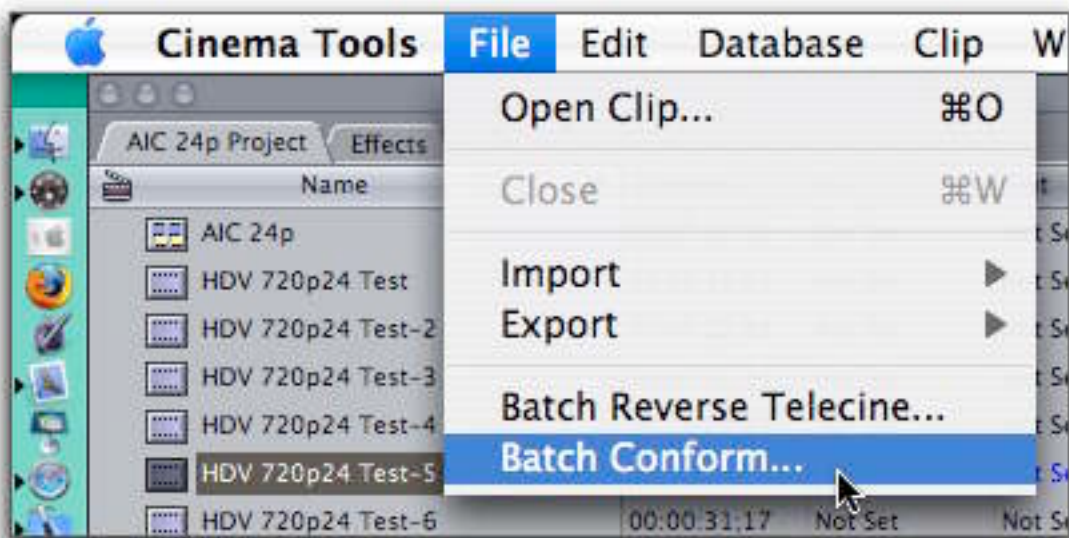 Cinema Tools File Edit Database Clip W
AIC 24p Project Effects
Name
AIC 24p
HDV 720p24 Test
HDV 720p24 Test-2
HDV 720p24 Test-3
HDV 720p24 Test-4
HDV 720p24 Test-5
HDV 720p24 Test-6 00:00:31;17 Not Set Not Se
Open Clip... ⌘O
Close ⌘W
Import
Export
Batch Reverse Telecine...
Batch Conform...